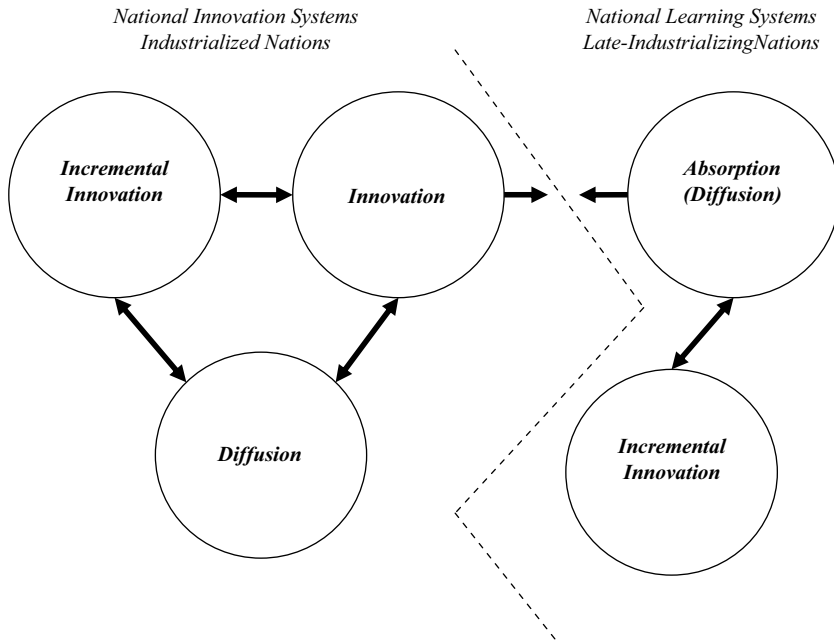 National Innovation Systems
Industrialized Nations
National Learning Systems
Late-IndustrializingNations
Incremental
Innovation
Innovation
Absorption
(Diffusion)
Diffusion
Incremental
Innovation